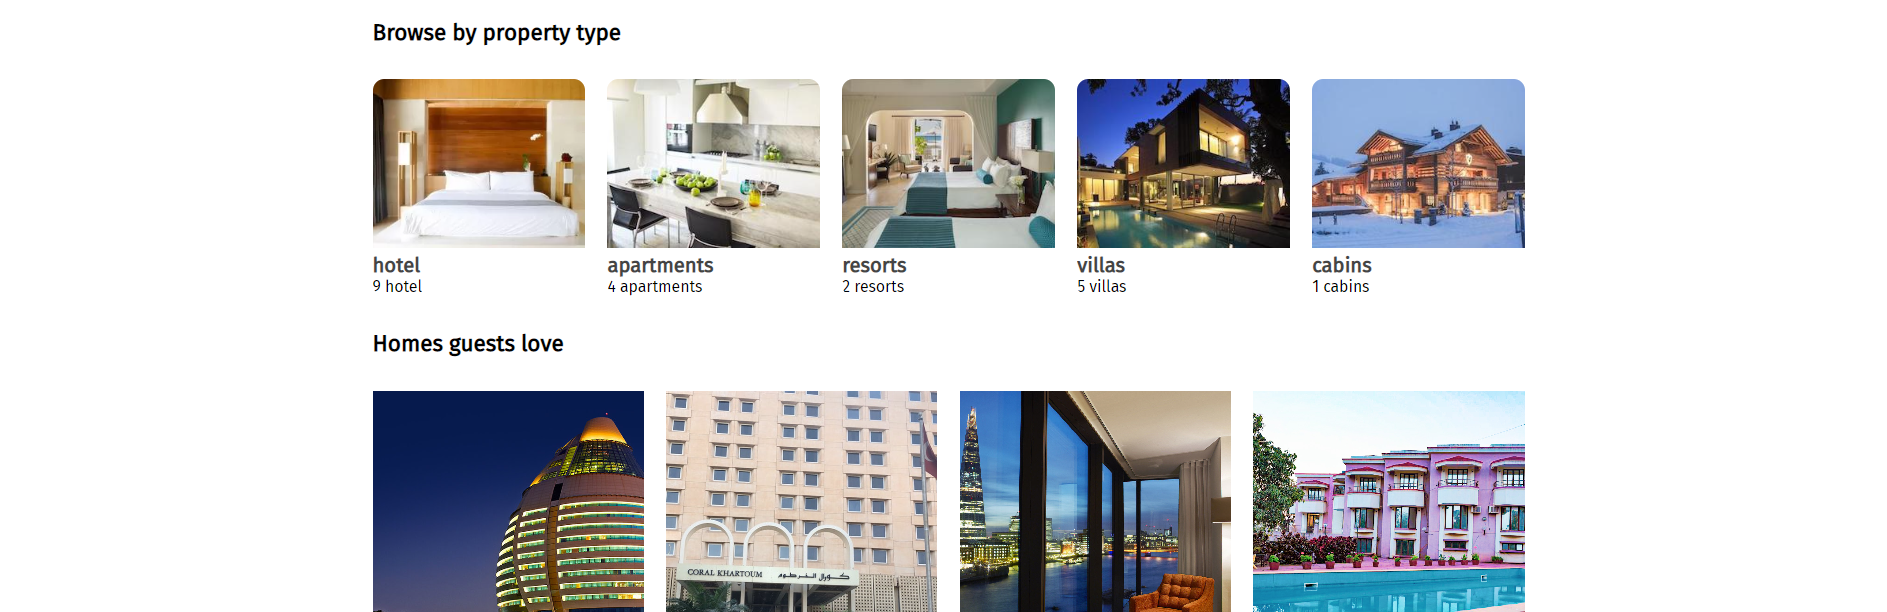 Browse by property type
hotel
9 hotel
apartments
4 apartments
resorts
2 resorts
villas
5 villas
cabins
1 cabins
Homes guests love
CORAL KHARTOUM كورال الخرطوم